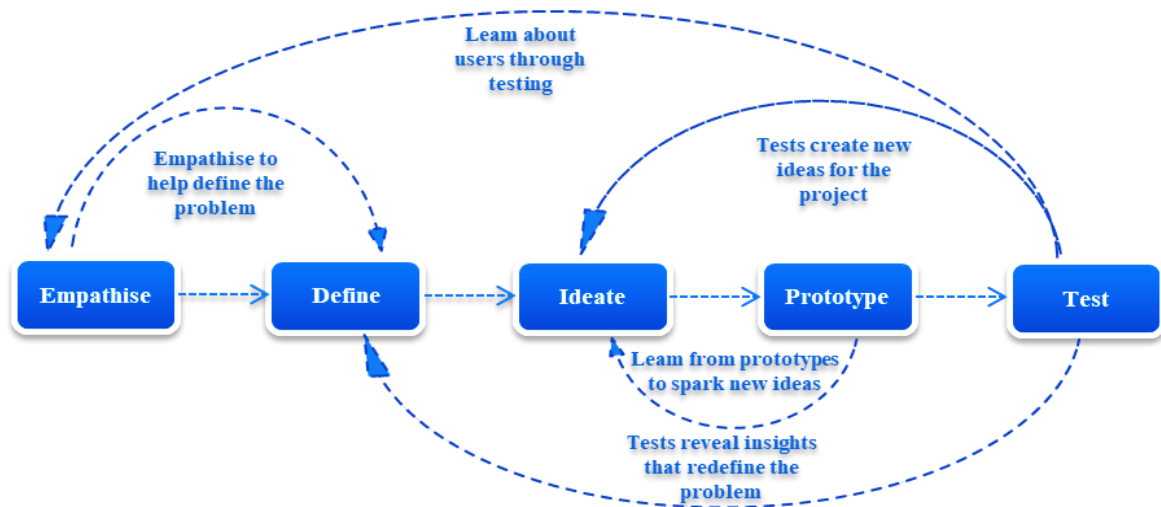 Leam about
users through
testing
Empathise to
help define the
problem
Tests create new
ideas for the
project
Empathise
Define
Ideate
Prototype
Test
Leam from prototypes
to spark new ideas
Tests reveal insights
that redefine the
problem